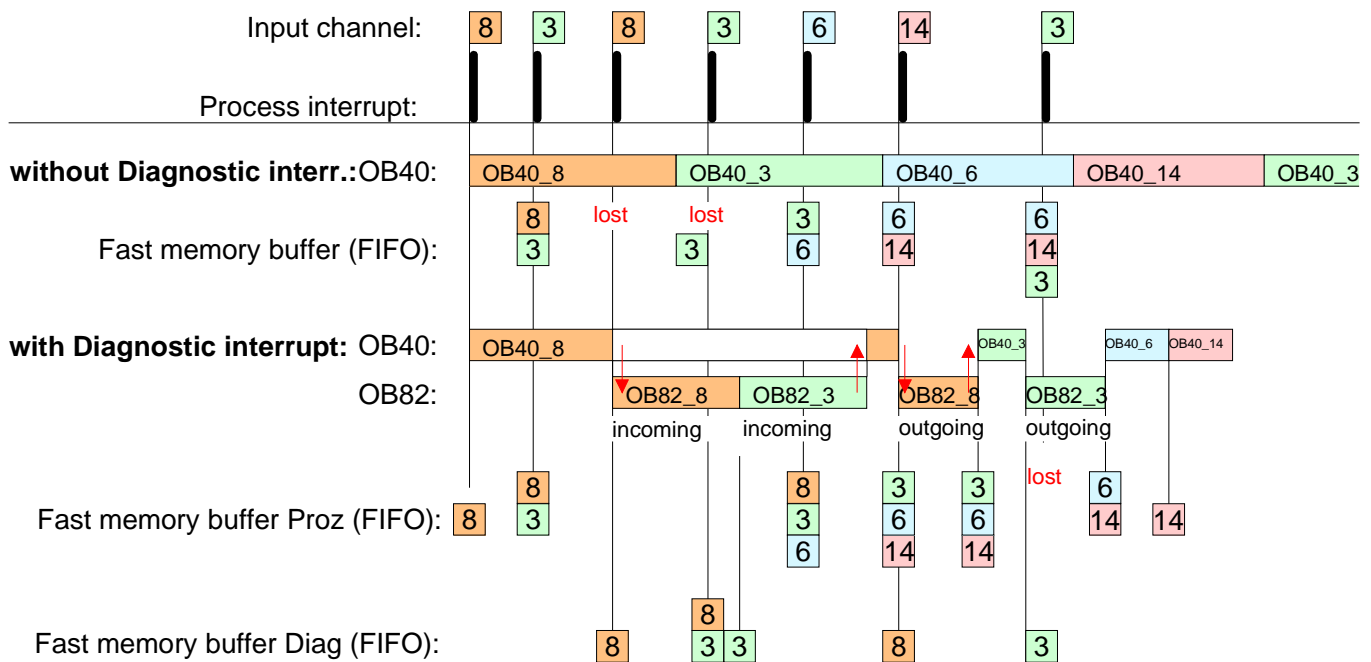 Input channel: 8 3 8 3 6 14 3
Process interrupt:
without Diagnostic interr.:OB40: OB40_8 OB40_3 OB40_6 OB40_14 OB40_3
8 lost lost 3 6 6
Fast memory buffer (FIFO): 3 3 6 14 14
3
with Diagnostic interrupt: OB40: OB40_8 OB40_3 OB40_6 OB40_14
OB82: OB82_8 OB82_3 OB82_8 OB82_3
incoming incoming outgoing outgoing
8 8 3 3 lost 6
Fast memory buffer Proz (FIFO): 8 3 3 6 6 14 14
6 14 14
8
Fast memory buffer Diag (FIFO): 8 3 3 8 3